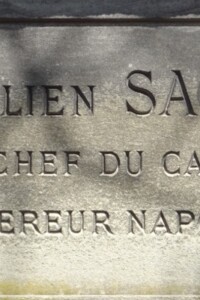 LIEN SA
CHEF DU CA
EREUR NAP